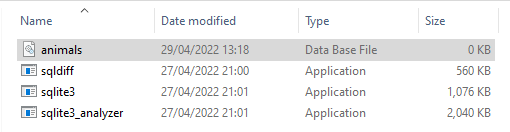 Name Date modified Type Size
animals 29/04/2022 13:18 Data Base File 0 KB
sqldiff 27/04/2022 21:00 Application 560 KB
sqlite3 27/04/2022 21:01 Application 1,076 KB
sqlite3_analyzer 27/04/2022 21:01 Application 2,040 KB